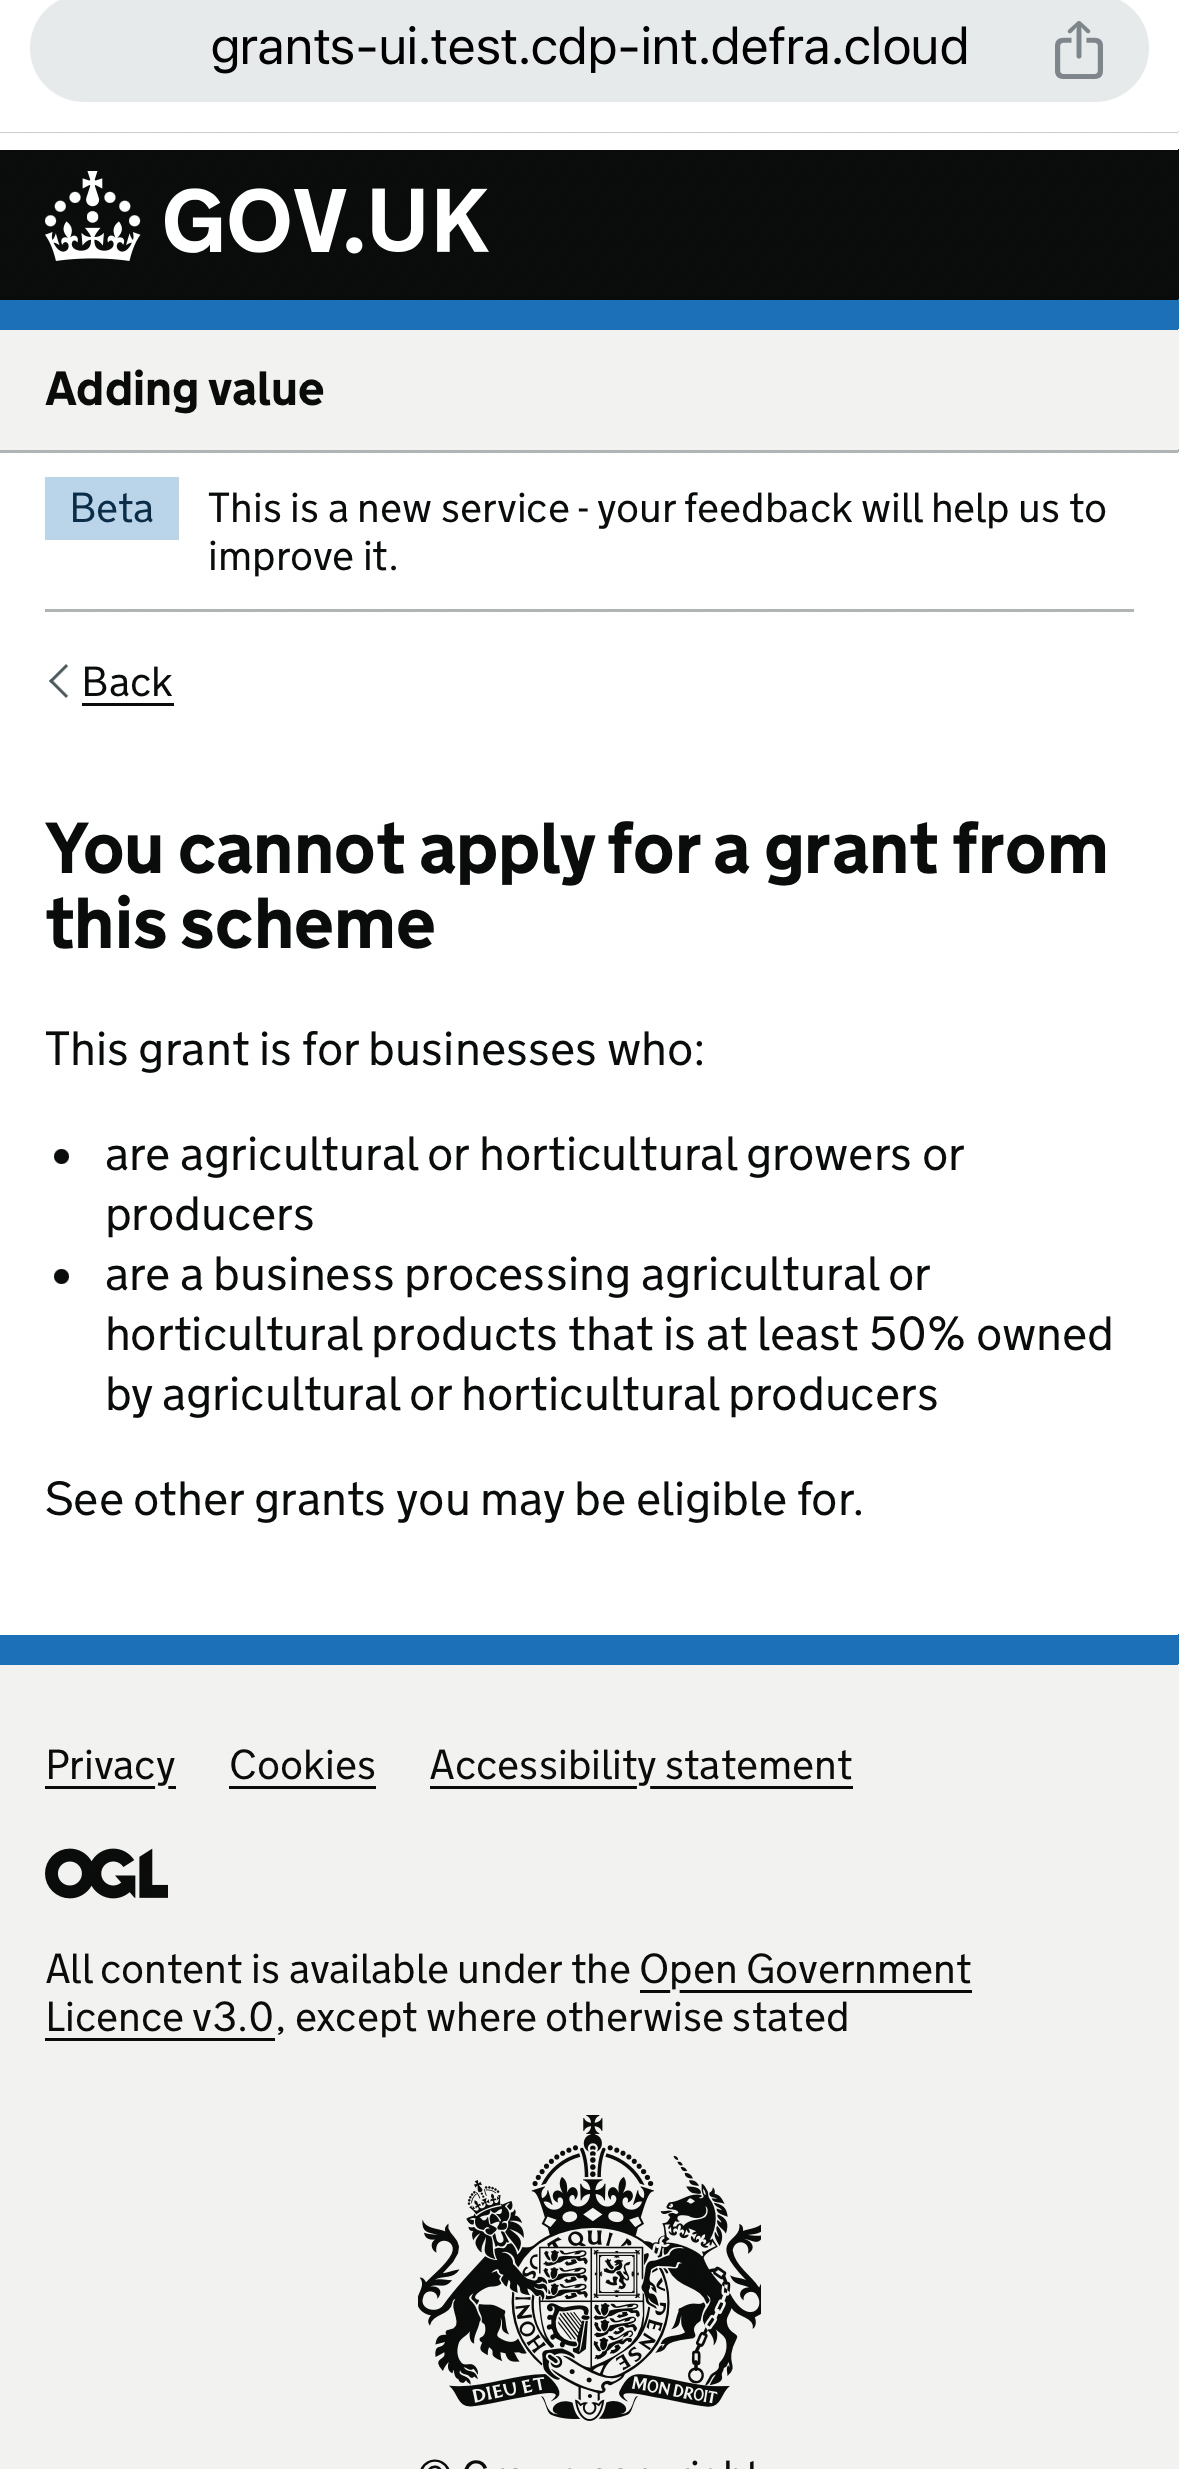 grants-ui.test.cdp-int.defra.cloud
GOV.UK
Adding value
Beta
This is a new service - your feedback will help us to
improve it.
Back
You cannot apply for a grant from
this scheme
This grant is for businesses who:
• are agricultural or horticultural growers or
producers
• are a business processing agricultural or
horticultural products that is at least 50% owned
by agricultural or horticultural producers
See other grants you may be eligible for.
Privacy Cookies Accessibility statement
OGL
All content is available under the Open Government
Licence v3.0, except where otherwise stated
QUI
HONI
DIEU ET MON DROIT
© Crown copyright